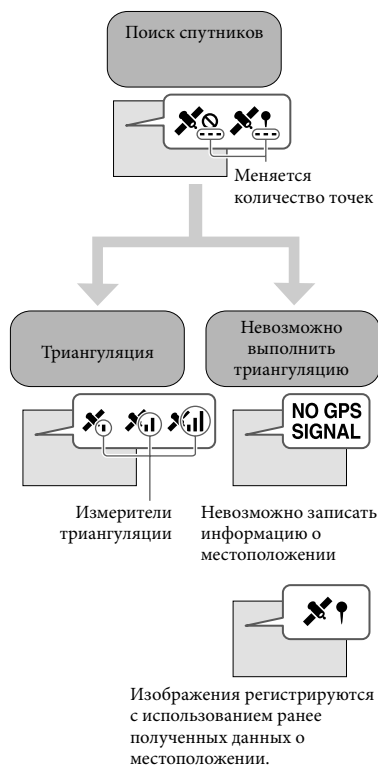 Поиск спутников
Меняется
количество точек
Триангуляция
Невозможно
выполнить
триангуляцию
NO GPS
SIGNAL
Измерители
триангуляции
Невозможно записать
информацию о
местоположении
Изображения регистрируются
с использованием ранее
полученных данных о
местоположении.